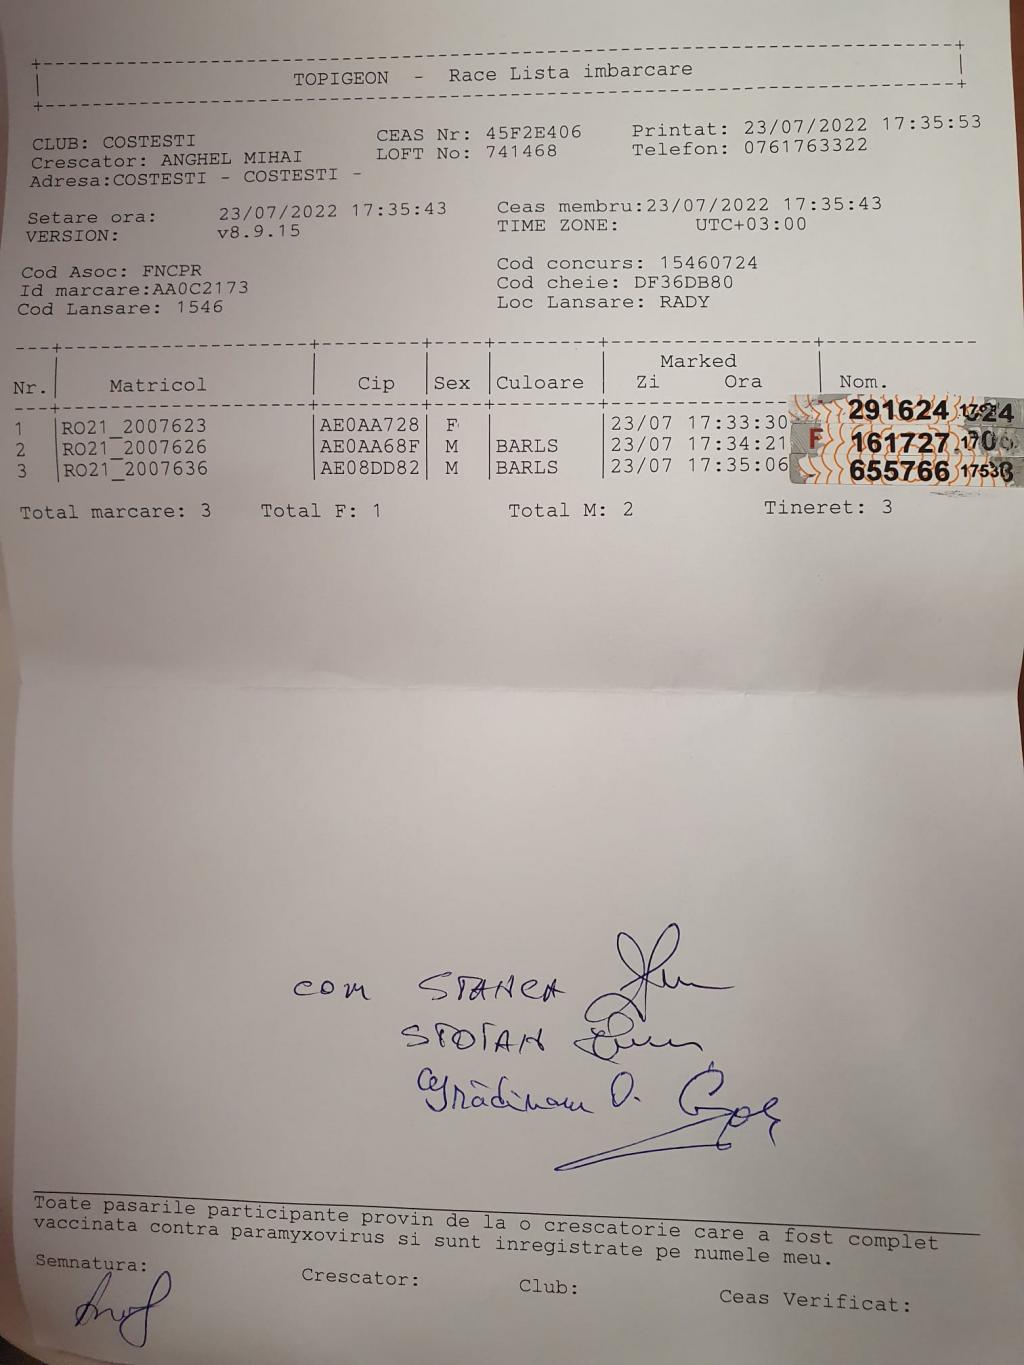 TOPIGEON - Race Lista imbarcare
CLUB: COSTESTI CEAS Nr: 45F2E406 Printat: 23/07/2022 17:35:53
Crescator: ANGHEL MIHAI LOFT No: 741468 Telefon: 0761763322
Adresa:COSTESTI - COSTESTI -
Setare ora: 23/07/2022 17:35:43 Ceas membru:23/07/2022 17:35:43
VERSION: v8.9.15 TIME ZONE: UTC+03:00
Cod Asoc: FNCPR Cod concurs: 15460724
Id marcare:AA0C2173 Cod cheie: DF36DB80
Cod Lansare: 1546 Loc Lansare: RADY
Marked
Nr. Matricol Cip Sex Culoare Zi Ora Nom.
1 RO21_2007623 AE0AA728 F 23/07 17:33:30 291624
2 RO21_2007626 AE0AA68F M BARLS 23/07 17:34:21 F 161727
3 RO21_2007636 AE08DD82 M BARLS 23/07 17:35:06 655766
Total marcare: 3 Total F: 1 Total M: 2 Tineret: 3
COM STANCA
STOIAN
O.
Toate pasarile participante provin de la o crescatorie care a fost complet
vaccinata contra paramyxovirus si sunt inregistrate pe numele meu.
Semnatura: Crescator: Club: Ceas Verificat: